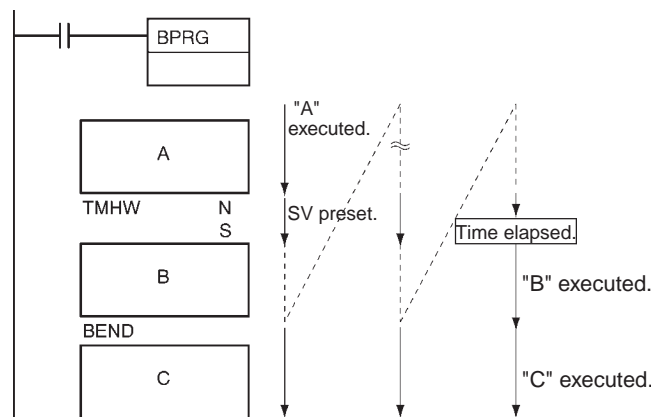 BPRG
"A"
executed.
A
TMHW N
S
SV preset.
Time elapsed.
B
"B" executed.
BEND
C
"C" executed.